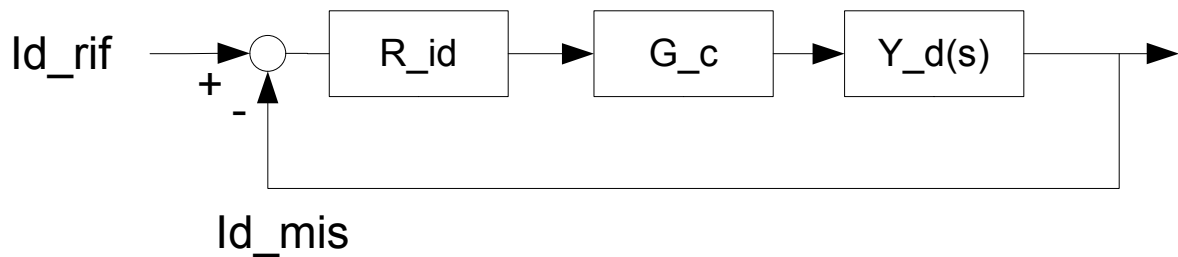 Id_rif
+
-
R_id
G_c
Y_d(s)
Id_mis